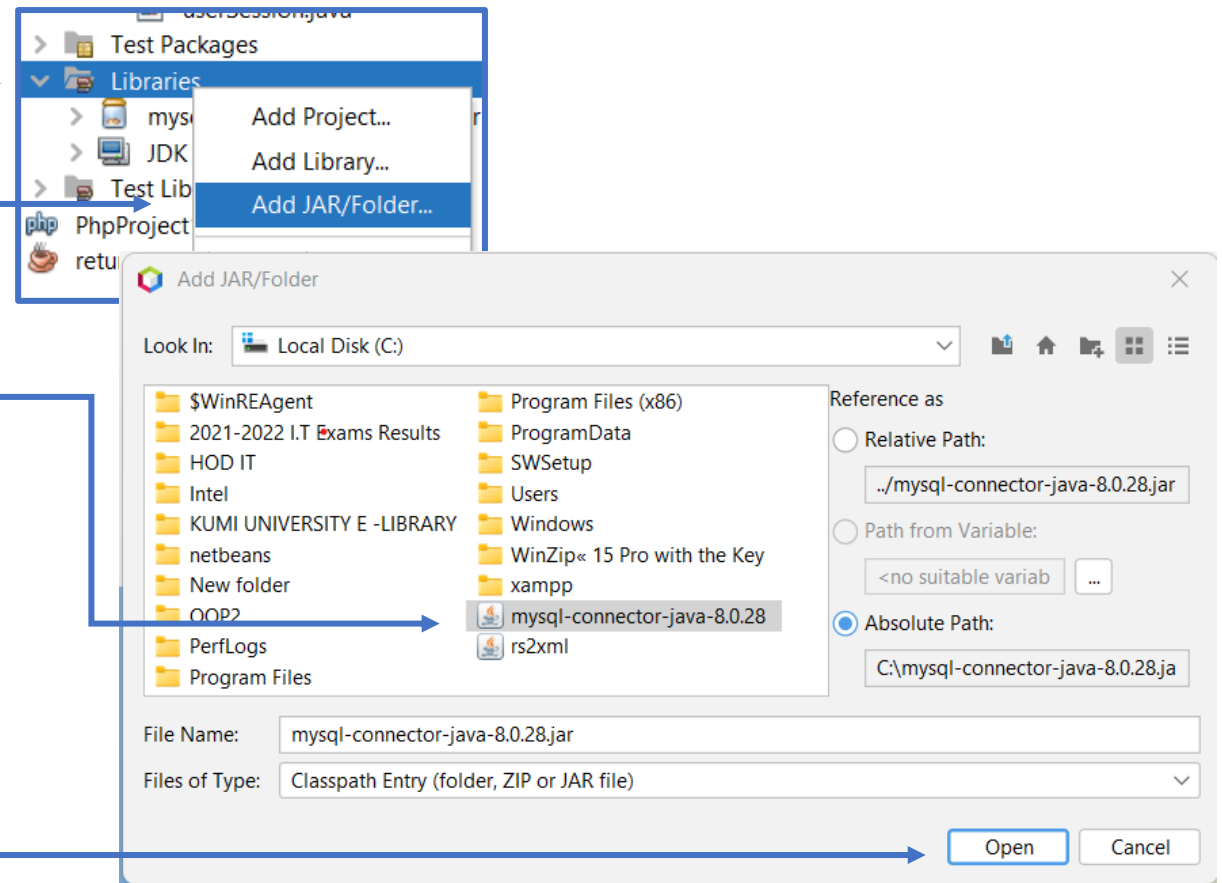 userSession.java
Test Packages
Libraries
Add Project...
Add Library...
JDK
Test Lib
Add JAR/Folder...
php PhpProject
Add JAR/Folder
Look In: Local Disk (C:)
$WinREAgent
2021-2022 I.T Exams Results
HOD IT
Intel
KUMI UNIVERSITY E -LIBRARY
netbeans
New folder
OOP2
PerfLogs
Program Files
Program Files (x86)
ProgramData
SWSetup
Users
Windows
WinZip« 15 Pro with the Key
xampp
mysql-connector-java-8.0.28
rs2xml
Reference as
Relative Path:
../mysql-connector-java-8.0.28.jar
Path from Variable:
<no suitable variab ...
Absolute Path:
C:\mysql-connector-java-8.0.28.ja
File Name: mysql-connector-java-8.0.28.jar
Files of Type: Classpath Entry (folder, ZIP or JAR file)
Open Cancel